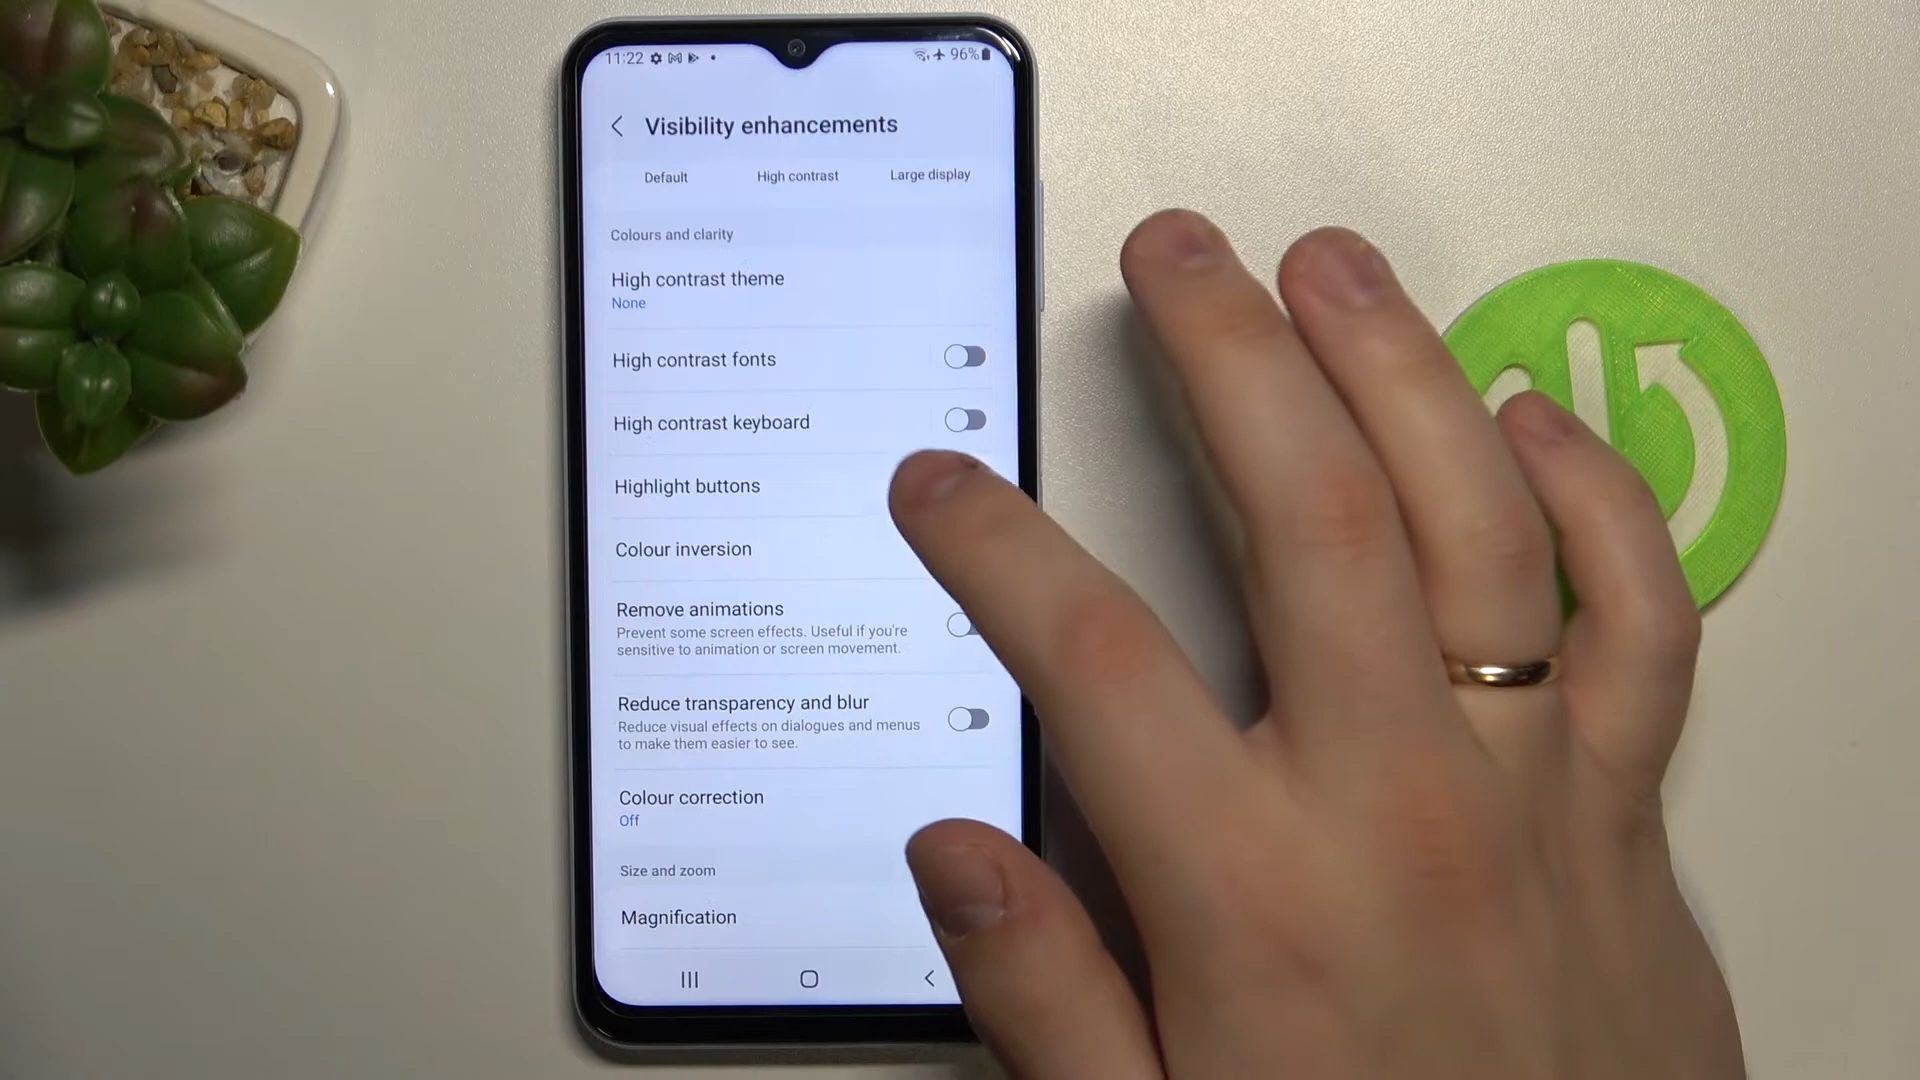 11:22
96%
Visibility enhancements
Default
High contrast
Large display
Colours and clarity
High contrast theme
None
High contrast fonts
High contrast keyboard
Highlight buttons
Colour inversion
Remove animations
Prevent some screen effects. Useful if you're
sensitive to animation or screen movement.
Reduce transparency and blur
Reduce visual effects on dialogues and menus
to make them easier to see.
Colour correction
Off
Size and zoom
Magnification